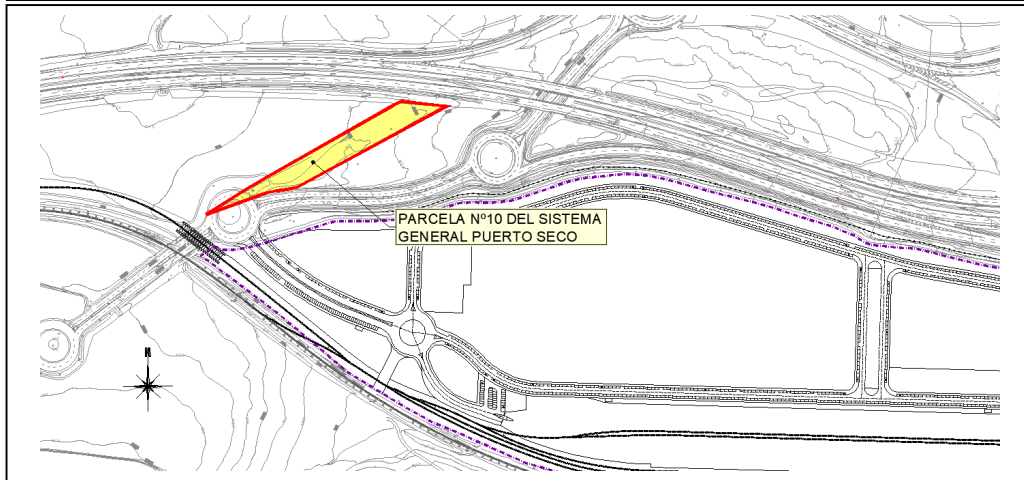 PARCELA Nº10 DEL SISTEMA
GENERAL PUERTO SECO
N